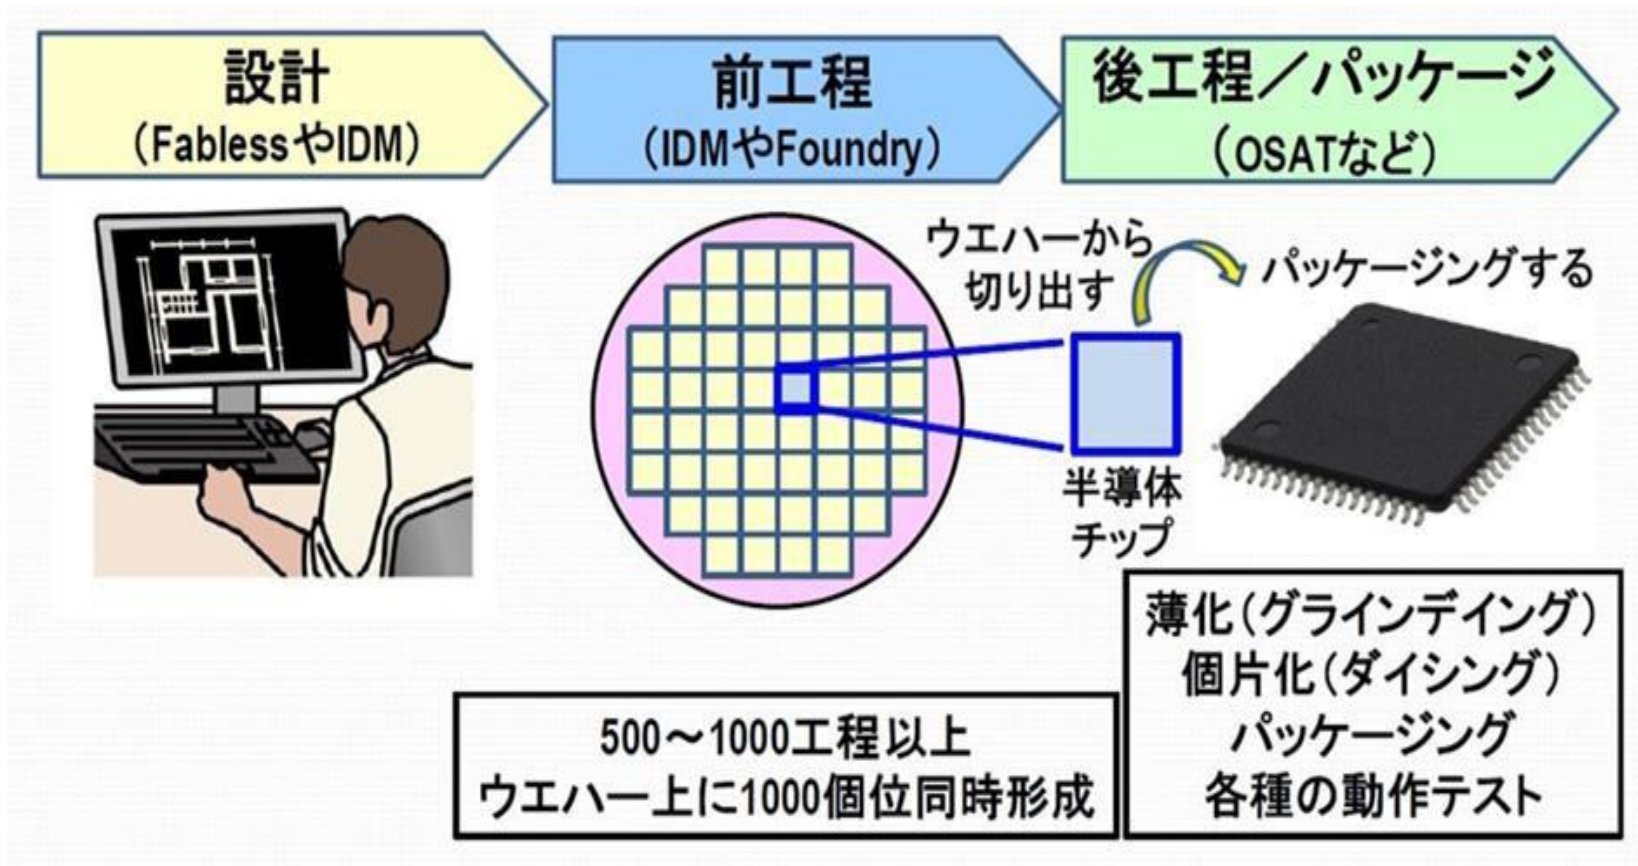 設計
(FablessやIDM)
前工程
(IDMやFoundry)
後工程/パッケージ
(OSATなど)
ウエハーから
切り出す
パッケージングする
半導体
チップ
500~1000工程以上
ウエハー上に1000個位同時形成
薄化(グラインデイング)
個片化(ダイシング)
パッケージング
各種の動作テスト